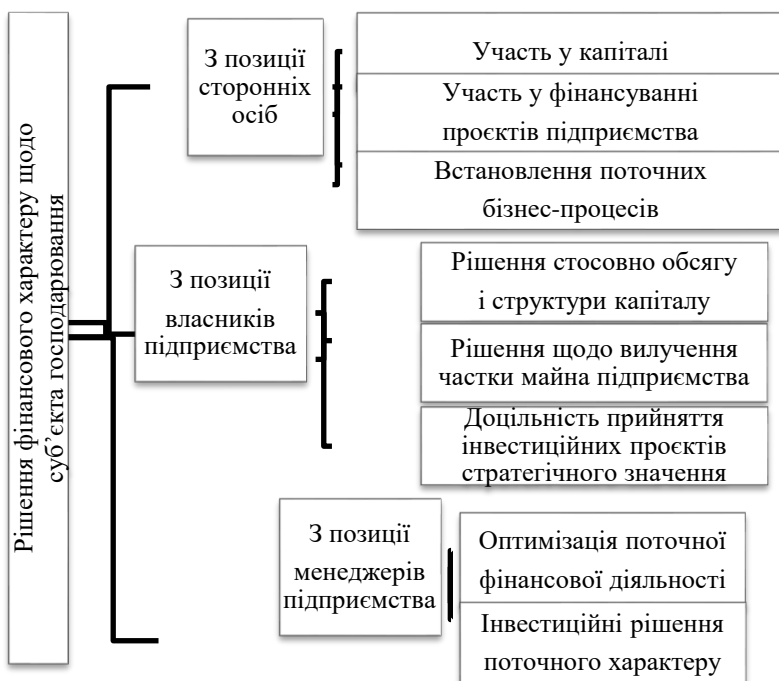 Рішення фінансового характеру щодо
суб’єкта господарювання
З позиції
сторонніх
осіб
Участь у капіталі
Участь у фінансуванні
проєктів підприємства
Встановлення поточних
бізнес-процесів
З позиції
власників
підприємства
Рішення стосовно обсягу
і структури капіталу
Рішення щодо вилучення
частки майна підприємства
Доцільність прийняття
інвестиційних проєктів
стратегічного значення
З позиції
менеджерів
підприємства
Оптимізація поточної
фінансової діяльності
Інвестиційні рішення
поточного характеру